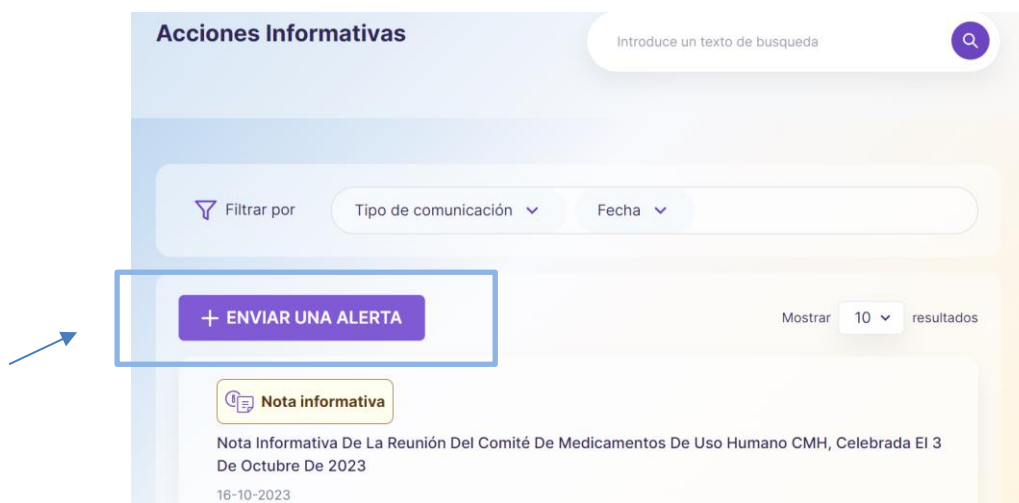 Acciones Informativas
Introduce un texto de busqueda
Filtrar por
Tipo de comunicación
Fecha
+ ENVIAR UNA ALERTA
Mostrar 10 resultados
Nota informativa
Nota Informativa De La Reunión Del Comité De Medicamentos De Uso Humano CMH, Celebrada El 3
De Octubre De 2023
16-10-2023